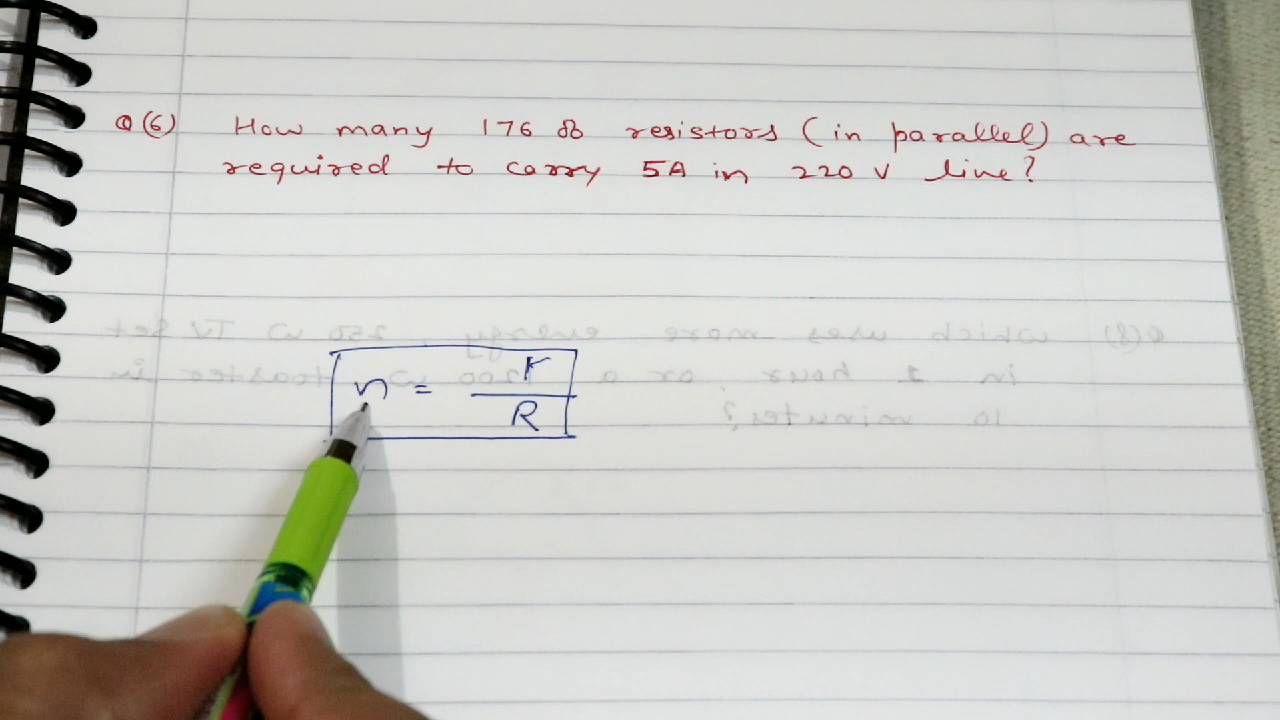 Q(6) How many 176 Ω resistors (in parallel) are
required to carry 5A in 220 V line?
n = r / R